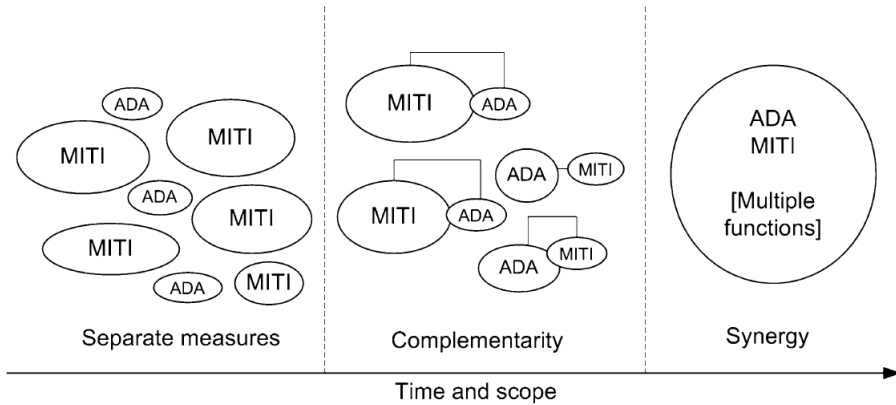 ADA
MITI
MITI
ADA
MITI
MITI
ADA
MITI
Separate measures
MITI
ADA
ADA
MITI
MITI
ADA
ADA
MITI
Complementarity
ADA
MITI
[Multiple
functions]
Synergy
Time and scope